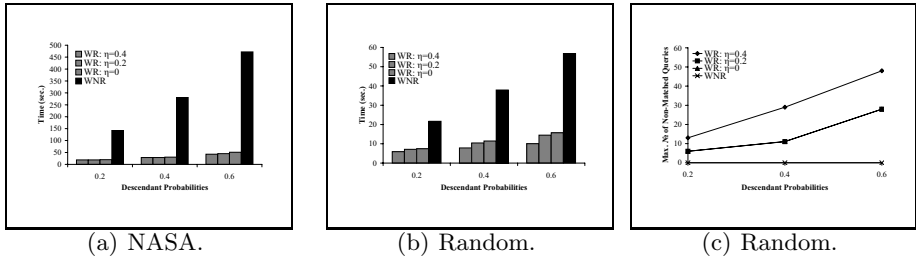 500
450
400
350
300
250
200
150
100
50
0
Time (sec.)
WR: η=0.4
WR: η=0.2
WR: η=0
WNR
0.2 0.4 0.6
Descendant Probabilities
(a) NASA.
60
50
40
30
20
10
0
Time (sec.)
WR: η=0.4
WR: η=0.2
WR: η=0
WNR
0.2 0.4 0.6
Descendant Probabilities
(b) Random.
60
50
40
30
20
10
0
Max. № of Non-Matched Queries
WR: η=0.4
WR: η=0.2
WR: η=0
WNR
0.2 0.4 0.6
Descendant Probabilities
(c) Random.